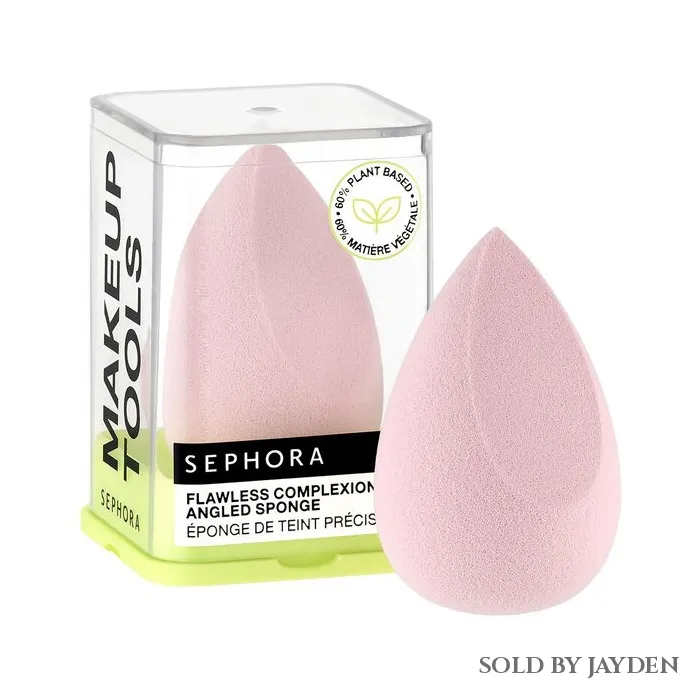 MAKEUP
TOOLS
SEPHORA
60% PLANT BASED •
60% MATIÈRE VÉGÉTALE •
SEPHORA
FLAWLESS COMPLEXION
ANGLED SPONGE
ÉPONGE DE TEINT PRÉCIS
SOLD BY JAYDEN